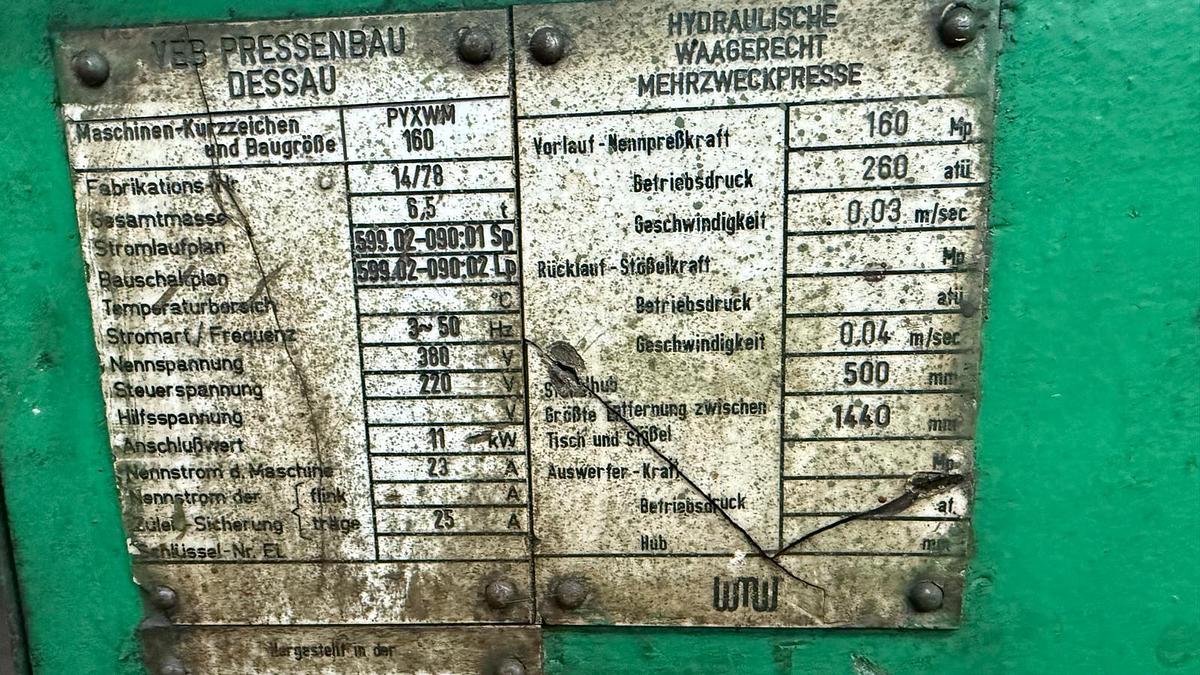 VEB PRESSENBAU
DESSAU
Maschinen-Kurzzeichen
und Baugröße
PYXWM
160
Fabrikations-Nr. 14/78
Gesamtmasse 6,5 t
Stromlaufplan 599.02-090:01 Sp
Bauschaltplan 599.02-090:02 Lp
Temperaturbereich °C
Stromart/Frequenz 3~ 50 Hz
Nennspannung 380 V
Steuerspannung 220 V
Hilfsspannung V
Anschlußwert 11 kW
Nennstrom d. Maschine 23 A
Nennstrom der flink A
Zuleit.-Sicherung träge 25 A
Schlüssel-Nr. EL
HYDRAULISCHE
WAAGERECHT
MEHRZWECKPRESSE
Vorlauf-Nennpreßkraft 160 Mp
Betriebsdruck 260 atü
Geschwindigkeit 0,03 m/sec
Rücklauf-Stößelkraft Mp
Betriebsdruck atü
Geschwindigkeit 0,04 m/sec
500 mm
Größte Entfernung zwischen
Tisch und Stößel 1440 mm
Auswerfer-Kraft Mp
Betriebsdruck at.
Hub mm
WMW
Hergestellt in der